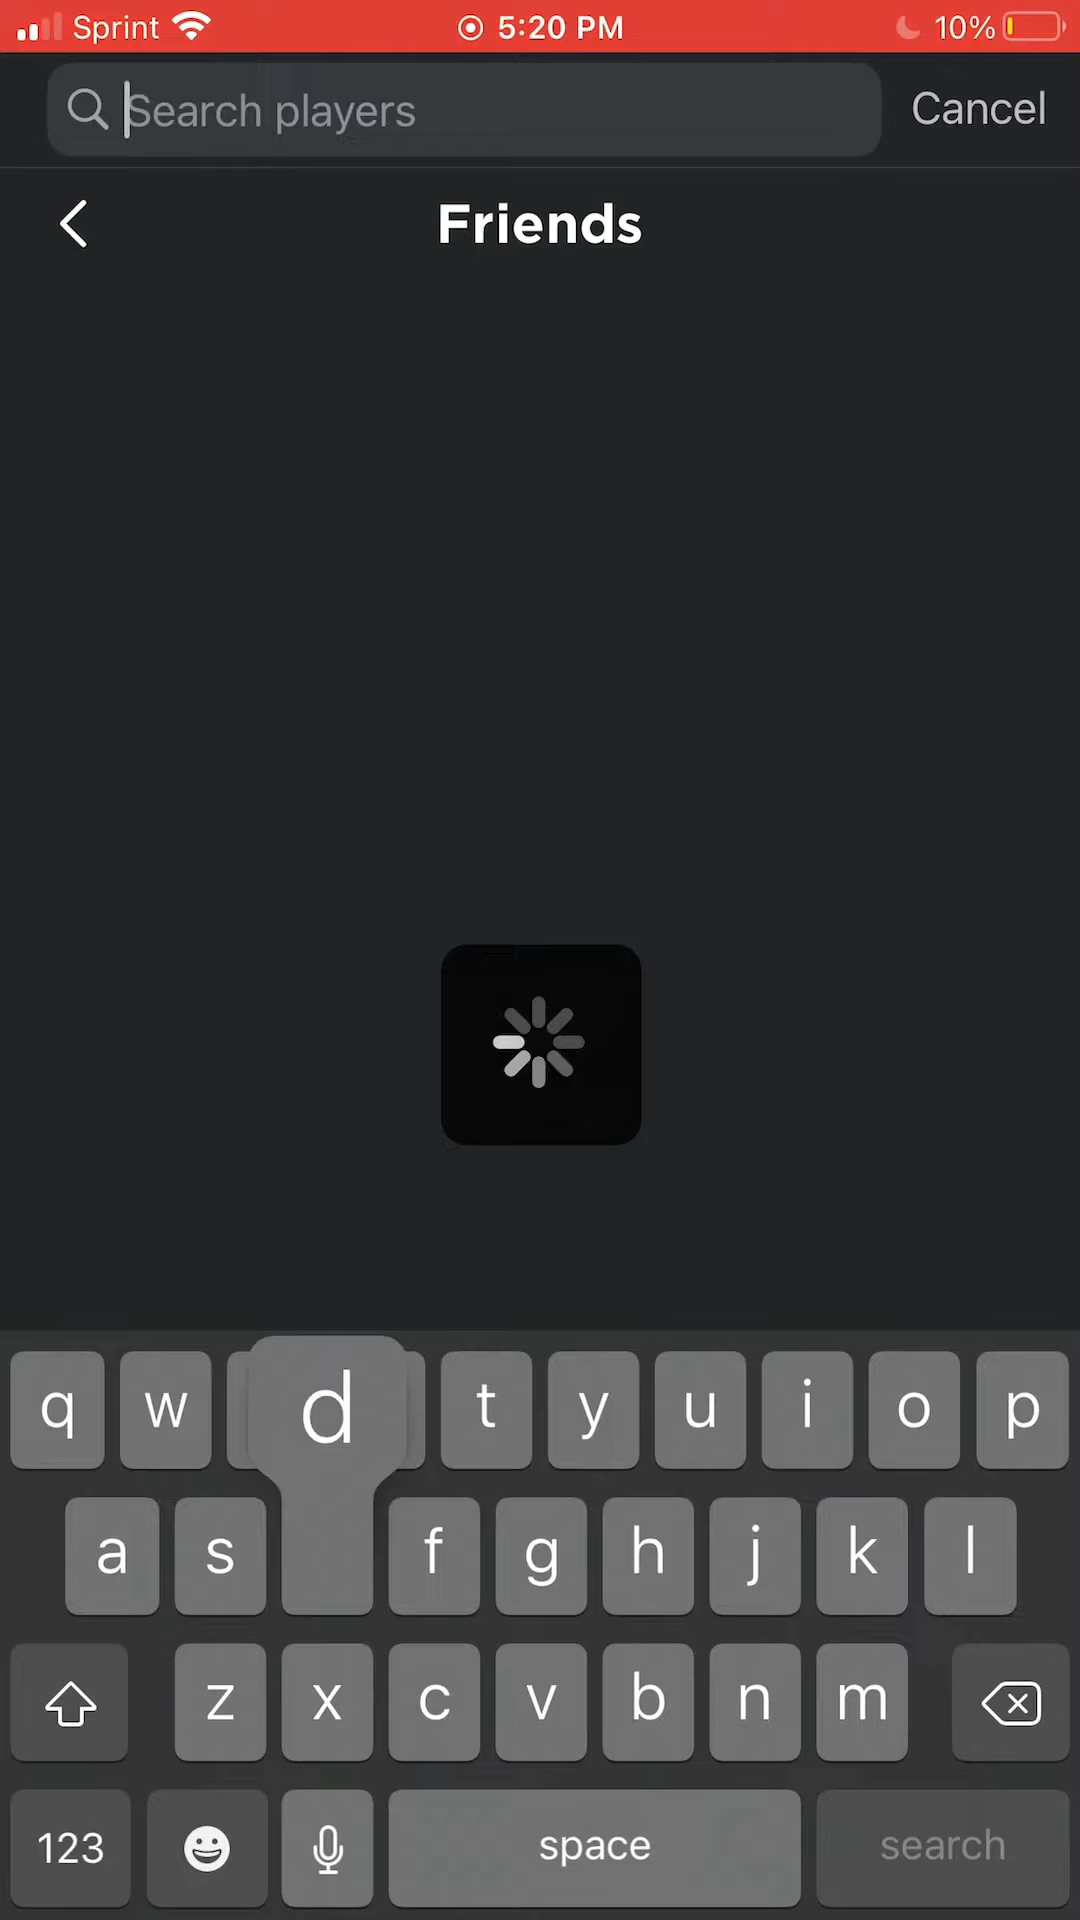 Sprint 5:20 PM 10%
Search players Cancel
Friends
q w d t y u i o p
a s f g h j k l
z x c v b n m
123 space search